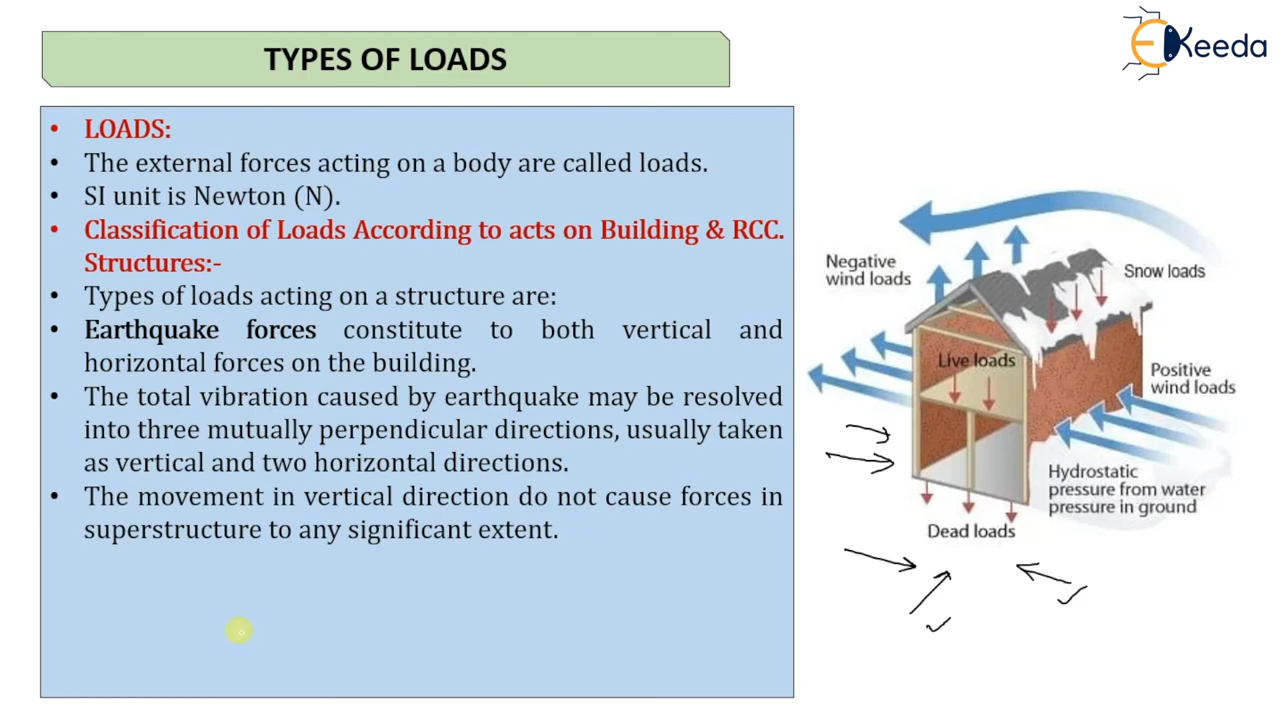 TYPES OF LOADS
EKeeda
• LOADS:
• The external forces acting on a body are called loads.
• SI unit is Newton (N).
• Classification of Loads According to acts on Building & RCC.
Structures:-
• Types of loads acting on a structure are:
• Earthquake forces constitute to both vertical and
horizontal forces on the building.
• The total vibration caused by earthquake may be resolved
into three mutually perpendicular directions, usually taken
as vertical and two horizontal directions.
• The movement in vertical direction do not cause forces in
superstructure to any significant extent.
Negative
wind loads
Snow loads
Live loads
Positive
wind loads
Hydrostatic
pressure from water
pressure in ground
Dead loads